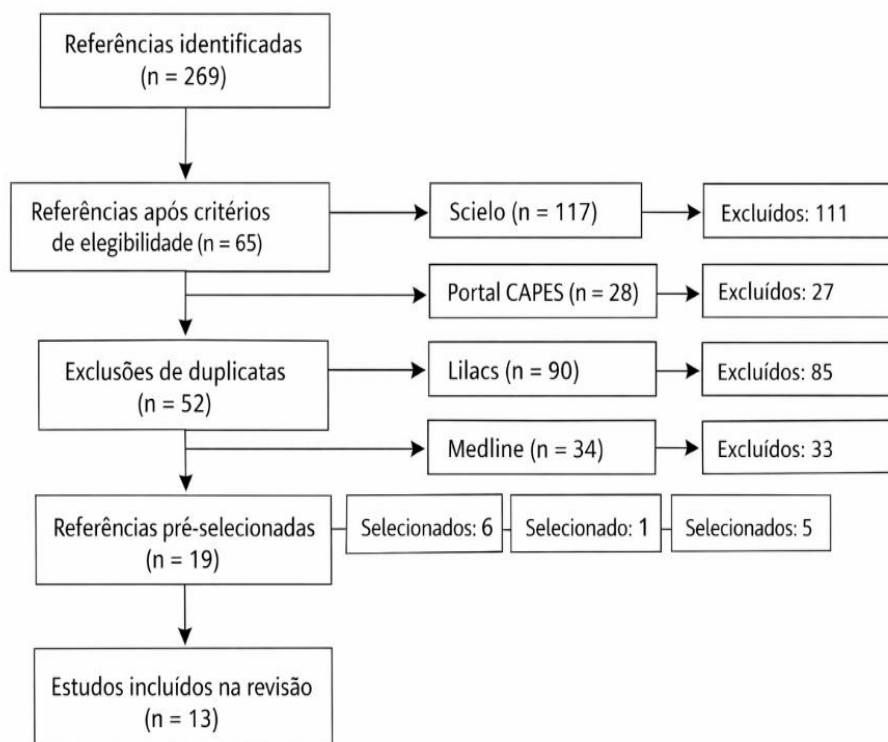 Referências identificadas
(n = 269)
Referências após critérios
de elegibilidade (n = 65)
Scielo (n = 117)
Excluídos: 111
Portal CAPES (n = 28)
Excluídos: 27
Exclusões de duplicatas
(n = 52)
Lilacs (n = 90)
Excluídos: 85
Medline (n = 34)
Excluídos: 33
Referências pré-selecionadas
(n = 19)
Selecionados: 6
Selecionado: 1
Selecionados: 5
Estudos incluídos na revisão
(n = 13)